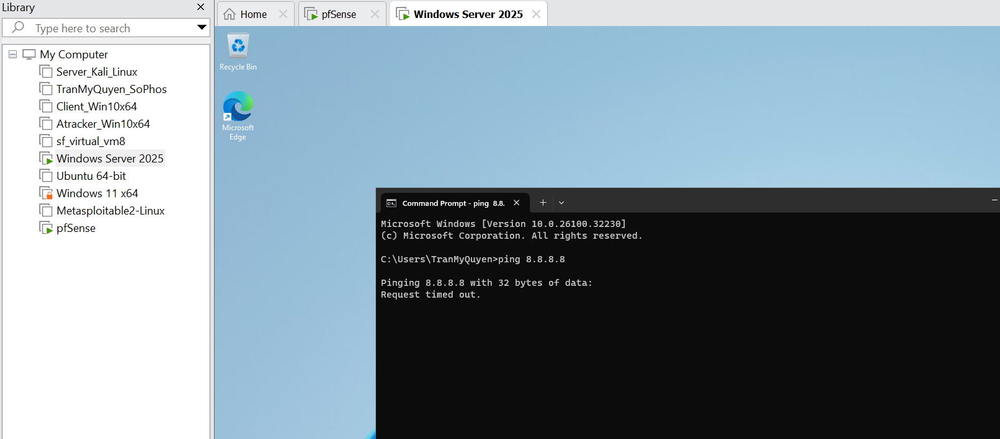 Library
Type here to search
My Computer
Server_Kali_Linux
TranMyQuyen_SoPhos
Client_Win10x64
Atracker_Win10x64
sf_virtual_vm8
Windows Server 2025
Ubuntu 64-bit
Windows 11 x64
Metasploitable2-Linux
pfSense
Home
pfSense
Windows Server 2025
Recycle Bin
Microsoft
Edge
Command Prompt - ping 8.8.
Microsoft Windows [Version 10.0.26100.32230]
(c) Microsoft Corporation. All rights reserved.
C:\Users\TranMyQuyen>ping 8.8.8.8
Pinging 8.8.8.8 with 32 bytes of data:
Request timed out.